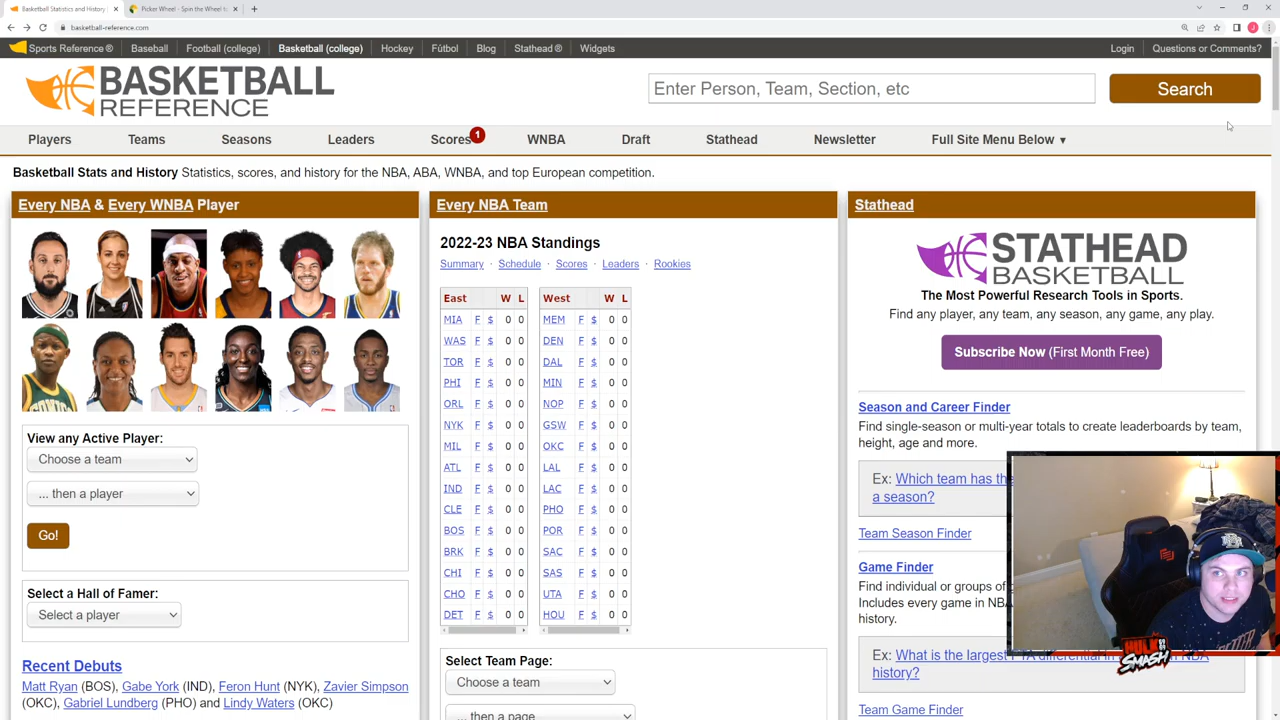 Basketball Statistics and History
Picker Wheel - Spin the Wheel to
basketball-reference.com
J
Sports Reference ®
Baseball
Football (college)
Basketball (college)
Hockey
Fútbol
Blog
Stathead ®
Widgets
Login
Questions or Comments?
BASKETBALL
REFERENCE
Enter Person, Team, Section, etc
Search
Players
Teams
Seasons
Leaders
Scores 1
WNBA
Draft
Stathead
Newsletter
Full Site Menu Below ▼
Basketball Stats and History Statistics, scores, and history for the NBA, ABA, WNBA, and top European competition.
Every NBA & Every WNBA Player
View any Active Player:
Choose a team
... then a player
Go!
Select a Hall of Famer:
Select a player
Recent Debuts
Matt Ryan (BOS), Gabe York (IND), Feron Hunt (NYK), Zavier Simpson
(OKC), Gabriel Lundberg (PHO) and Lindy Waters (OKC)
Every NBA Team
2022-23 NBA Standings
Summary · Schedule · Scores · Leaders · Rookies
East W L
MIA F $ 0 0
WAS F $ 0 0
TOR F $ 0 0
PHI F $ 0 0
ORL F $ 0 0
NYK F $ 0 0
MIL F $ 0 0
ATL F $ 0 0
IND F $ 0 0
CLE F $ 0 0
BOS F $ 0 0
BRK F $ 0 0
CHI F $ 0 0
CHO F $ 0 0
DET F $ 0 0
West W L
MEM F $ 0 0
DEN F $ 0 0
DAL F $ 0 0
MIN F $ 0 0
NOP F $ 0 0
GSW F $ 0 0
OKC F $ 0 0
LAL F $ 0 0
LAC F $ 0 0
PHO F $ 0 0
POR F $ 0 0
SAC F $ 0 0
SAS F $ 0 0
UTA F $ 0 0
HOU F $ 0 0
Select Team Page:
Choose a team
... then a page
Stathead
STATHEAD
BASKETBALL
The Most Powerful Research Tools in Sports.
Find any player, any team, any season, any game, any play.
Subscribe Now (First Month Free)
Season and Career Finder
Find single-season or multi-year totals to create leaderboards by team,
height, age and more.
Ex: Which team has the
a season?
Team Season Finder
Game Finder
Find individual or groups of
Includes every game in NBA
history.
Ex: What is the largest FTA differential in NBA
history?
Team Game Finder
HULK
SMASH